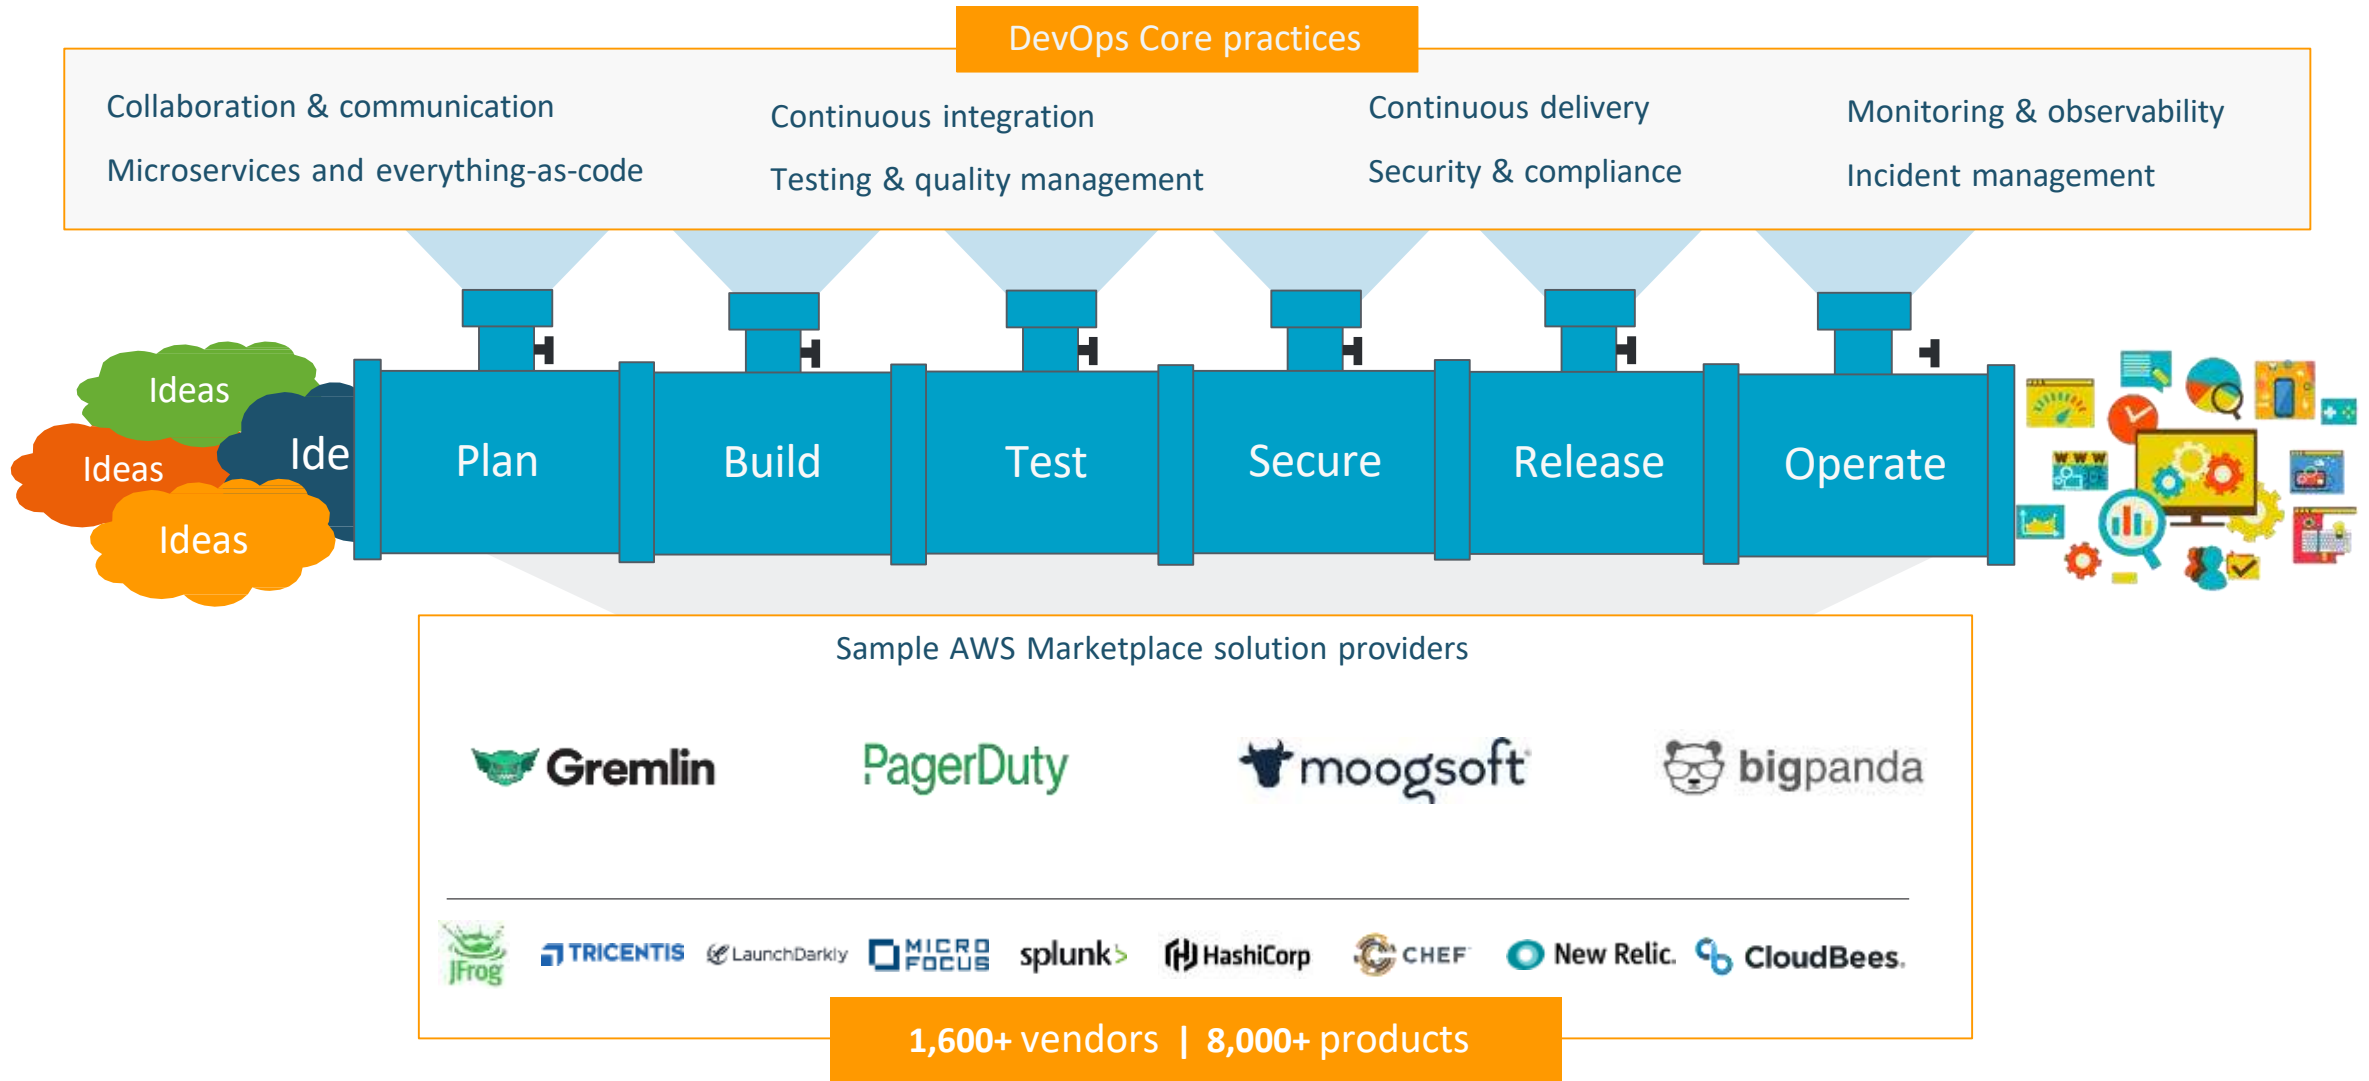 DevOps Core practices
Collaboration & communication
Microservices and everything-as-code
Continuous integration
Testing & quality management
Continuous delivery
Security & compliance
Monitoring & observability
Incident management
Ideas
Ideas
Ide
Ideas
Plan
Build
Test
Secure
Release
Operate
WWW
Sample AWS Marketplace solution providers
Gremlin
PagerDuty
moogsoft
bigpanda
JFrog
TRICENTIS
LaunchDarkly
MICRO
FOCUS
splunk>
HashiCorp
CHEF
New Relic.
CloudBees.
1,600+ vendors | 8,000+ products